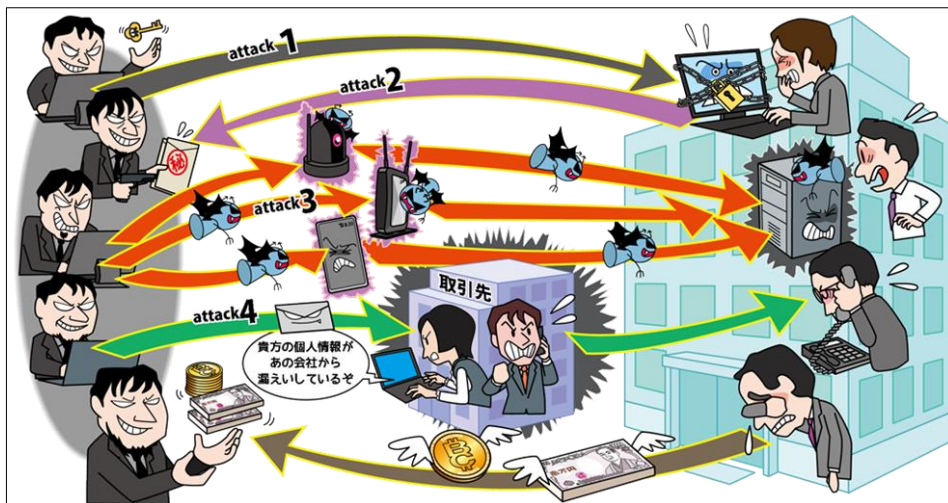 attack 1
attack 2
秘
attack 3
取引先
attack 4
貴方の個人情報が
あの会社から
漏えいしているぞ